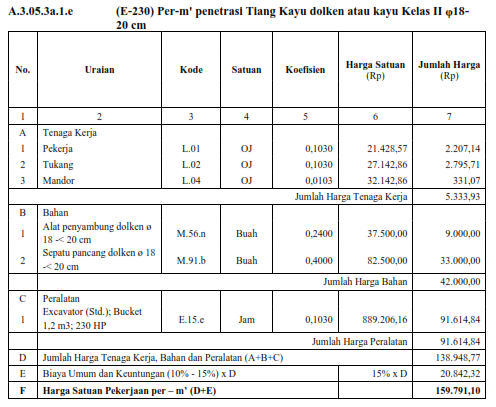 A.3.05.3a.1.e (E-230) Per-m' penetrasi Tiang Kayu dolken atau kayu Kelas II φ18-
20 cm
No. Uraian Kode Satuan Koefisien Harga Satuan (Rp) Jumlah Harga (Rp)
1 2 3 4 5 6 7
A Tenaga Kerja
1 Pekerja L.01 OJ 0,1030 21.428,57 2.207,14
2 Tukang L.02 OJ 0,1030 27.142,86 2.795,71
3 Mandor L.04 OJ 0,0103 32.142,86 331,07
Jumlah Harga Tenaga Kerja 5.333,93
B Bahan
1 Alat penyambung dolken ø 18 -< 20 cm M.56.n Buah 0,2400 37.500,00 9.000,00
2 Sepatu pancang dolken ø 18 -< 20 cm M.91.b Buah 0,4000 82.500,00 33.000,00
Jumlah Harga Bahan 42.000,00
C Peralatan
1 Excavator (Std.); Bucket 1,2 m3; 230 HP E.15.e Jam 0,1030 889.206,16 91.614,84
Jumlah Harga Peralatan 91.614,84
D Jumlah Harga Tenaga Kerja, Bahan dan Peralatan (A+B+C) 138.948,77
E Biaya Umum dan Keuntungan (10% - 15%) x D 15% x D 20.842,32
F Harga Satuan Pekerjaan per – m’ (D+E) 159.791,10